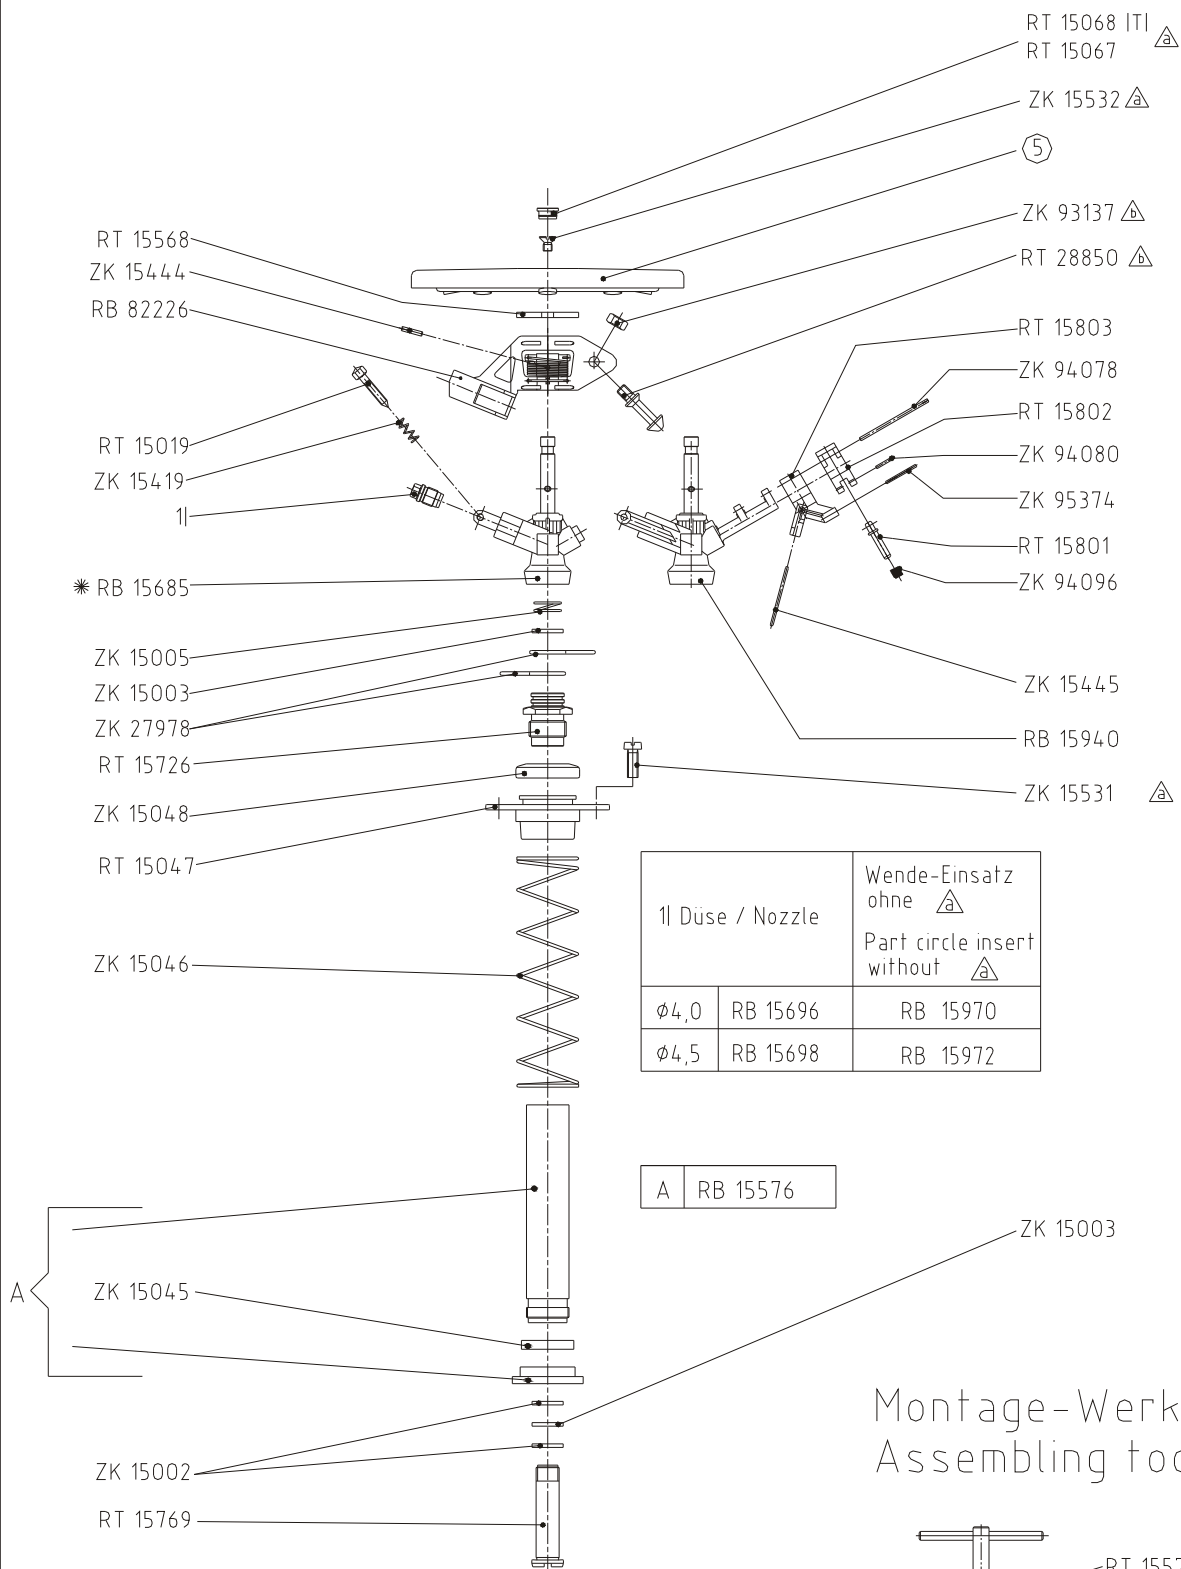 RT 15068 |T|
a
RT 15067
ZK 15532 a
5
ZK 93137 b
RT 28850 b
RT 15568
ZK 15444
RB 82226
RT 15803
ZK 94078
RT 15802
ZK 94080
ZK 95374
RT 15801
ZK 94096
RT 15019
ZK 15419
1|
✳ RB 15685
ZK 15005
ZK 15003
ZK 27978
RT 15726
ZK 15048
RT 15047
ZK 15445
RB 15940
ZK 15531 a
1| Düse / Nozzle
Wende-Einsatz
ohne a
Part circle insert
without a
Ø4,0 RB 15696 RB 15970
Ø4,5 RB 15698 RB 15972
ZK 15046
A RB 15576
ZK 15003
A
ZK 15045
ZK 15002
RT 15769
Montage-Werk
Assembling too
RT 1557